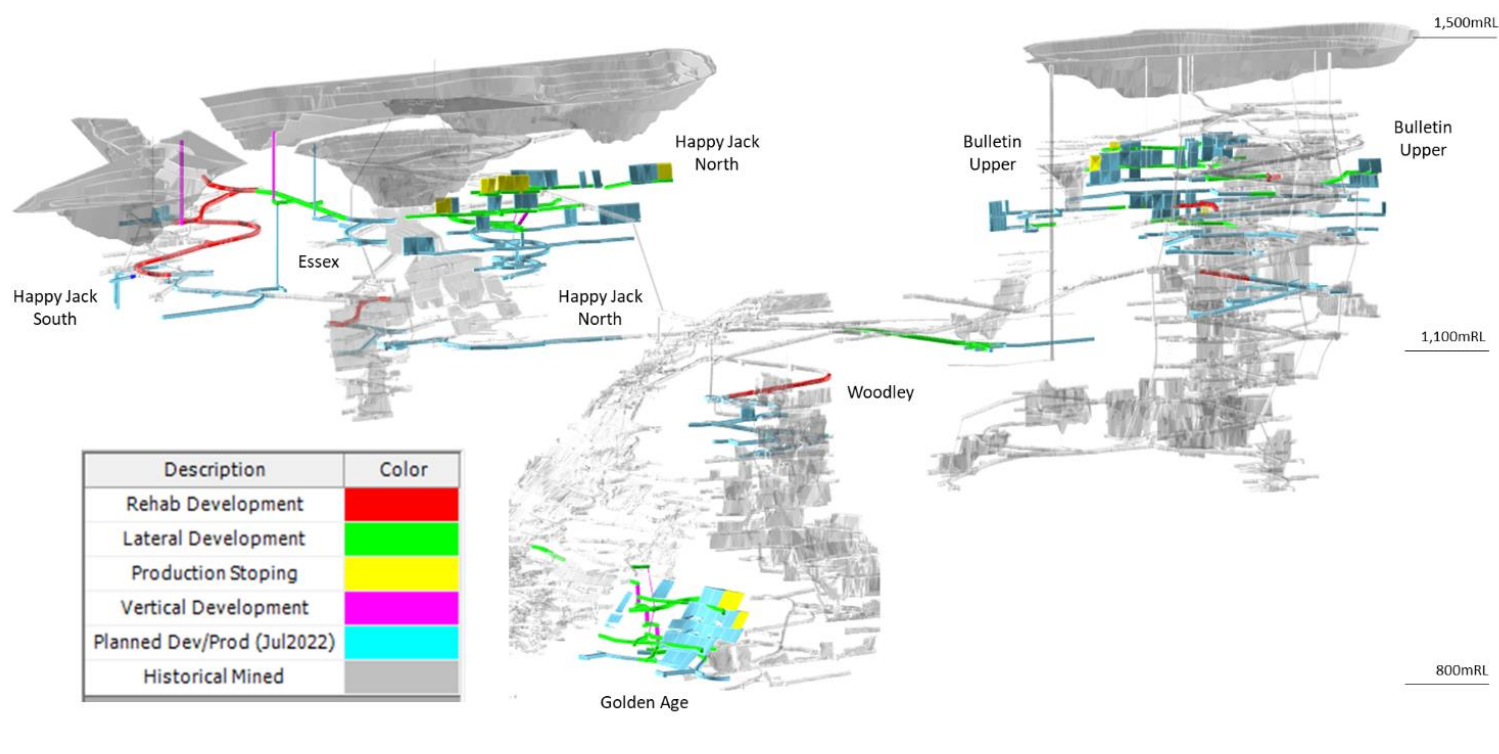 1,500mRL
Happy Jack
North
Bulletin
Upper
Bulletin
Upper
Essex
Happy Jack
South
Happy Jack
North
1,100mRL
Woodley
Description Color
Rehab Development
Lateral Development
Production Stoping
Vertical Development
Planned Dev/Prod (Jul2022)
Historical Mined
800mRL
Golden Age